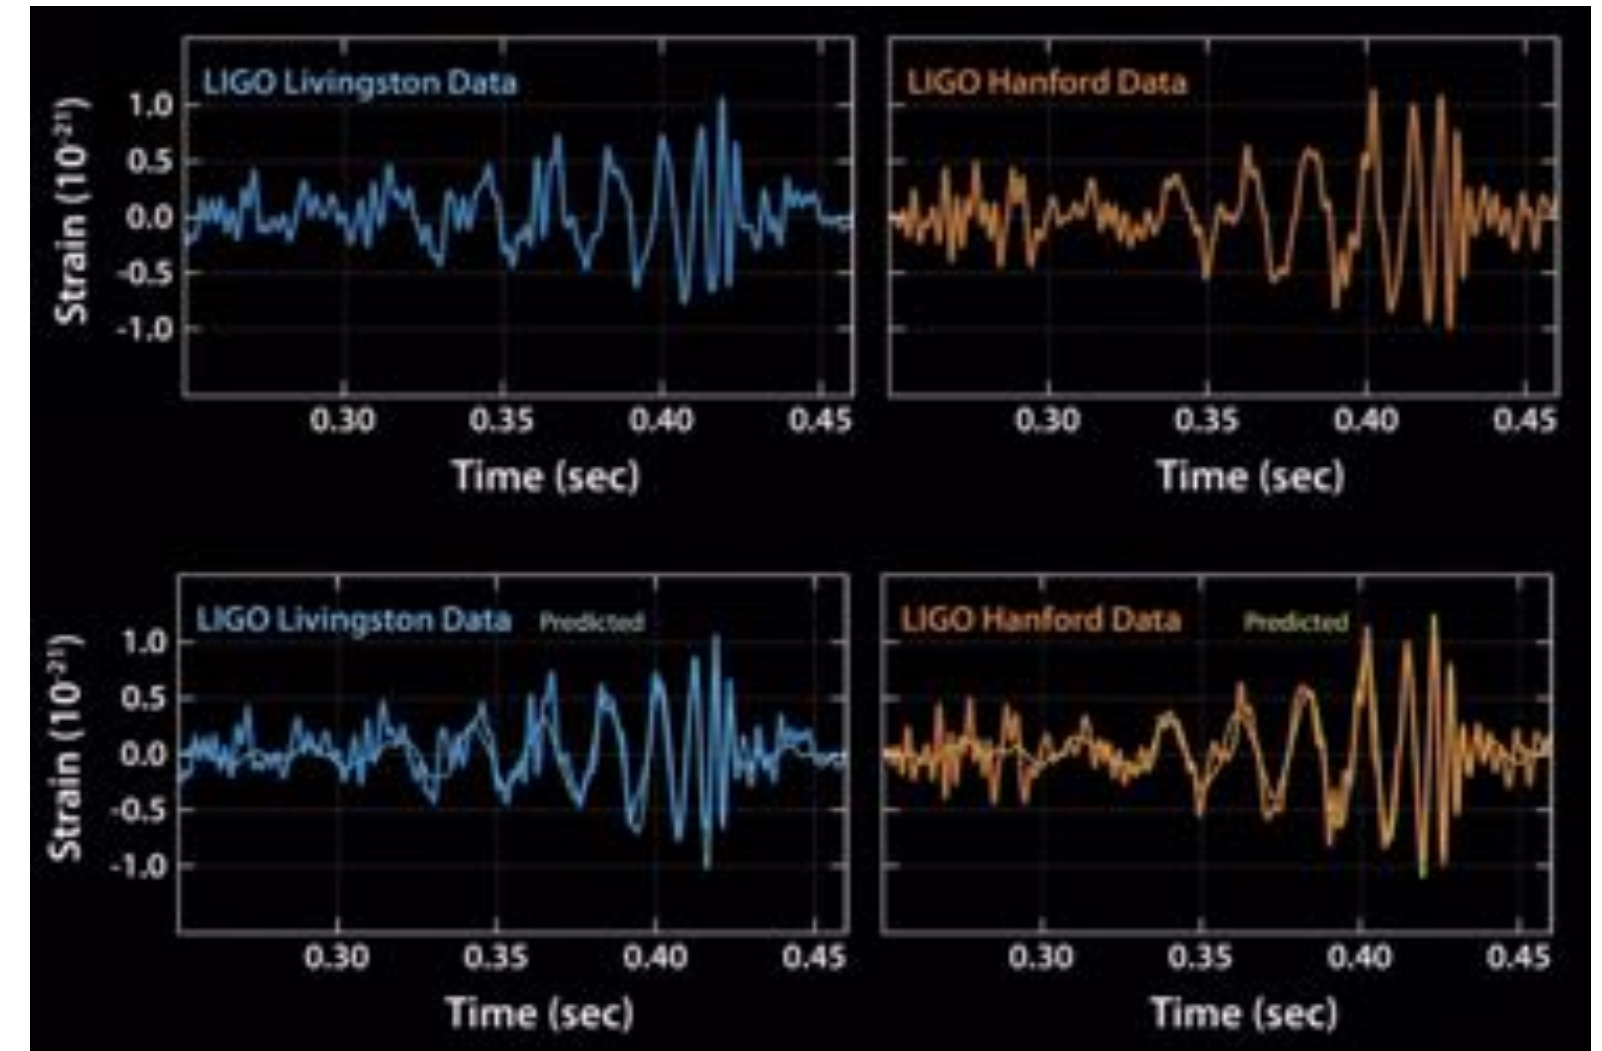 LIGO Livingston Data
1.0
0.5
0.0
-0.5
-1.0
Strain (10⁻²¹)
0.30 0.35 0.40 0.45
Time (sec)
LIGO Hanford Data
0.30 0.35 0.40 0.45
Time (sec)
LIGO Livingston Data Predicted
1.0
0.5
0.0
-0.5
-1.0
Strain (10⁻²¹)
0.30 0.35 0.40 0.45
Time (sec)
LIGO Hanford Data Predicted
0.30 0.35 0.40 0.45
Time (sec)